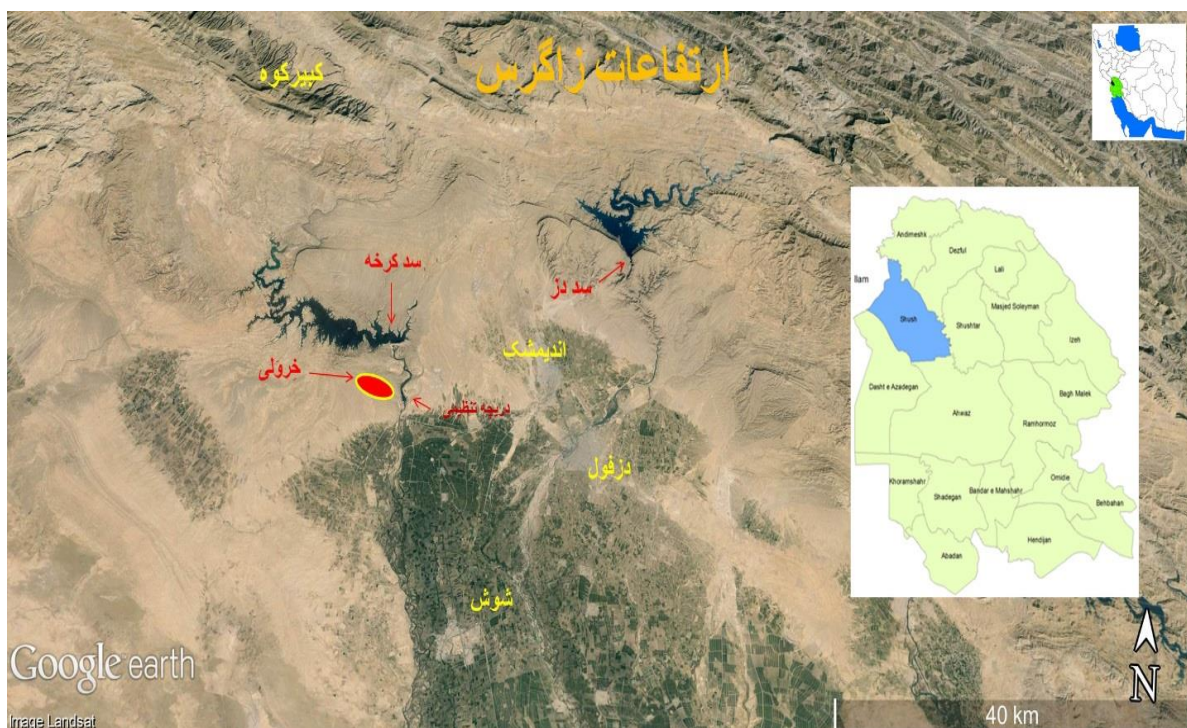 ارتفاعات زاگرس
کبیرکوه
سد کرخه
سد دز
اندیمشک
خرولی
دریچه تنظیمی
دزفول
شوش
Andimeshk
Dezful
Lali
Ilam
Masjed Soleyman
Shush
Shushtar
Izeh
Dasht e Azadegan
Bagh Malek
Ahwaz
Ramhormoz
Khoramshahr
Shadegan
Bandar e Mahshahr
Omidie
Behbahan
Hendijan
Abadan
N
Google earth
Image Landsat
40 km